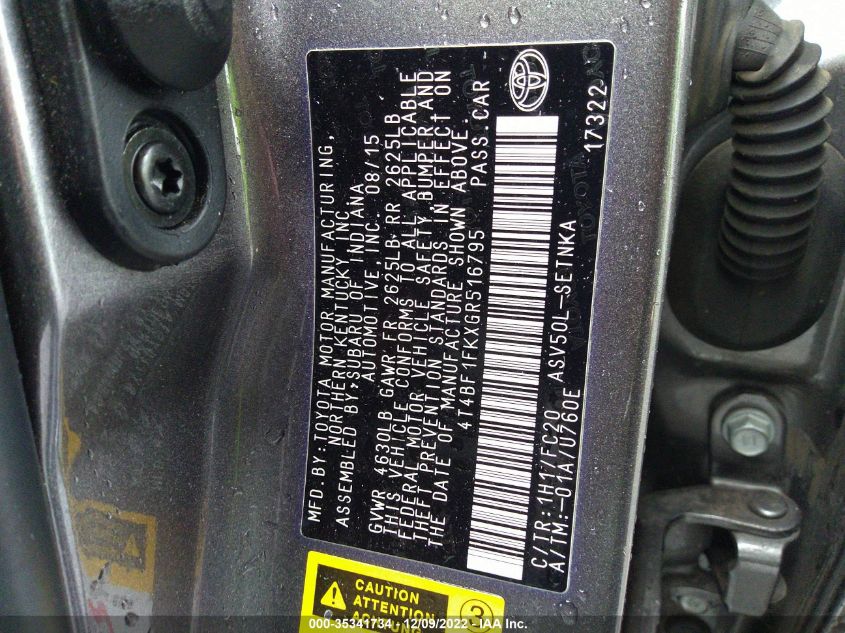 MFD.BY:TOYOTA MOTOR MANUFACTURING,
NORTHERN KENTUCKY, INC
ASSEMBLED BY:SUBARU OF INDIANA
AUTOMOTIVE, INC. 08/15
GVWR 4630LB GAWR FR 2625LB RR 2625LB
THIS VEHICLE CONFORMS TO ALL APPLICABLE
FEDERAL MOTOR VEHICLE SAFETY, BUMPER, AND
THEFT PREVENTION STANDARDS IN EFFECT ON
THE DATE OF MANUFACTURE SHOWN ABOVE.
4T4BF1FKXGR516795 PASS.CAR
C/TR:1H1/FC20 ASV50L-SETNKA
A/TM:-01A/U760E 17322
TOYOTA
CAUTION
ATTENTION
ACHTUNG
3
000-35341734 - 12/09/2022 - IAA Inc.